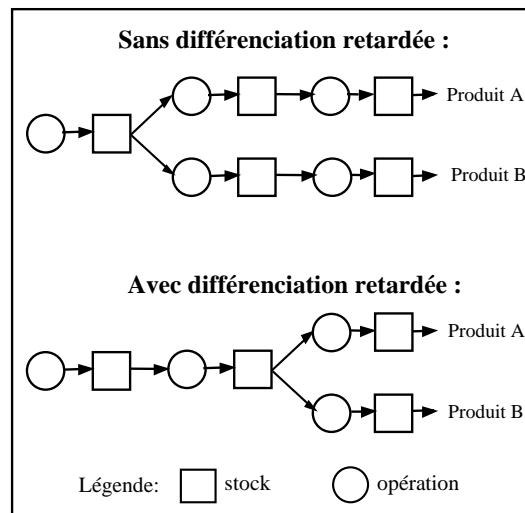 Sans différenciation retardée :
Produit A
Produit B
Avec différenciation retardée :
Produit A
Produit B
Légende: stock opération